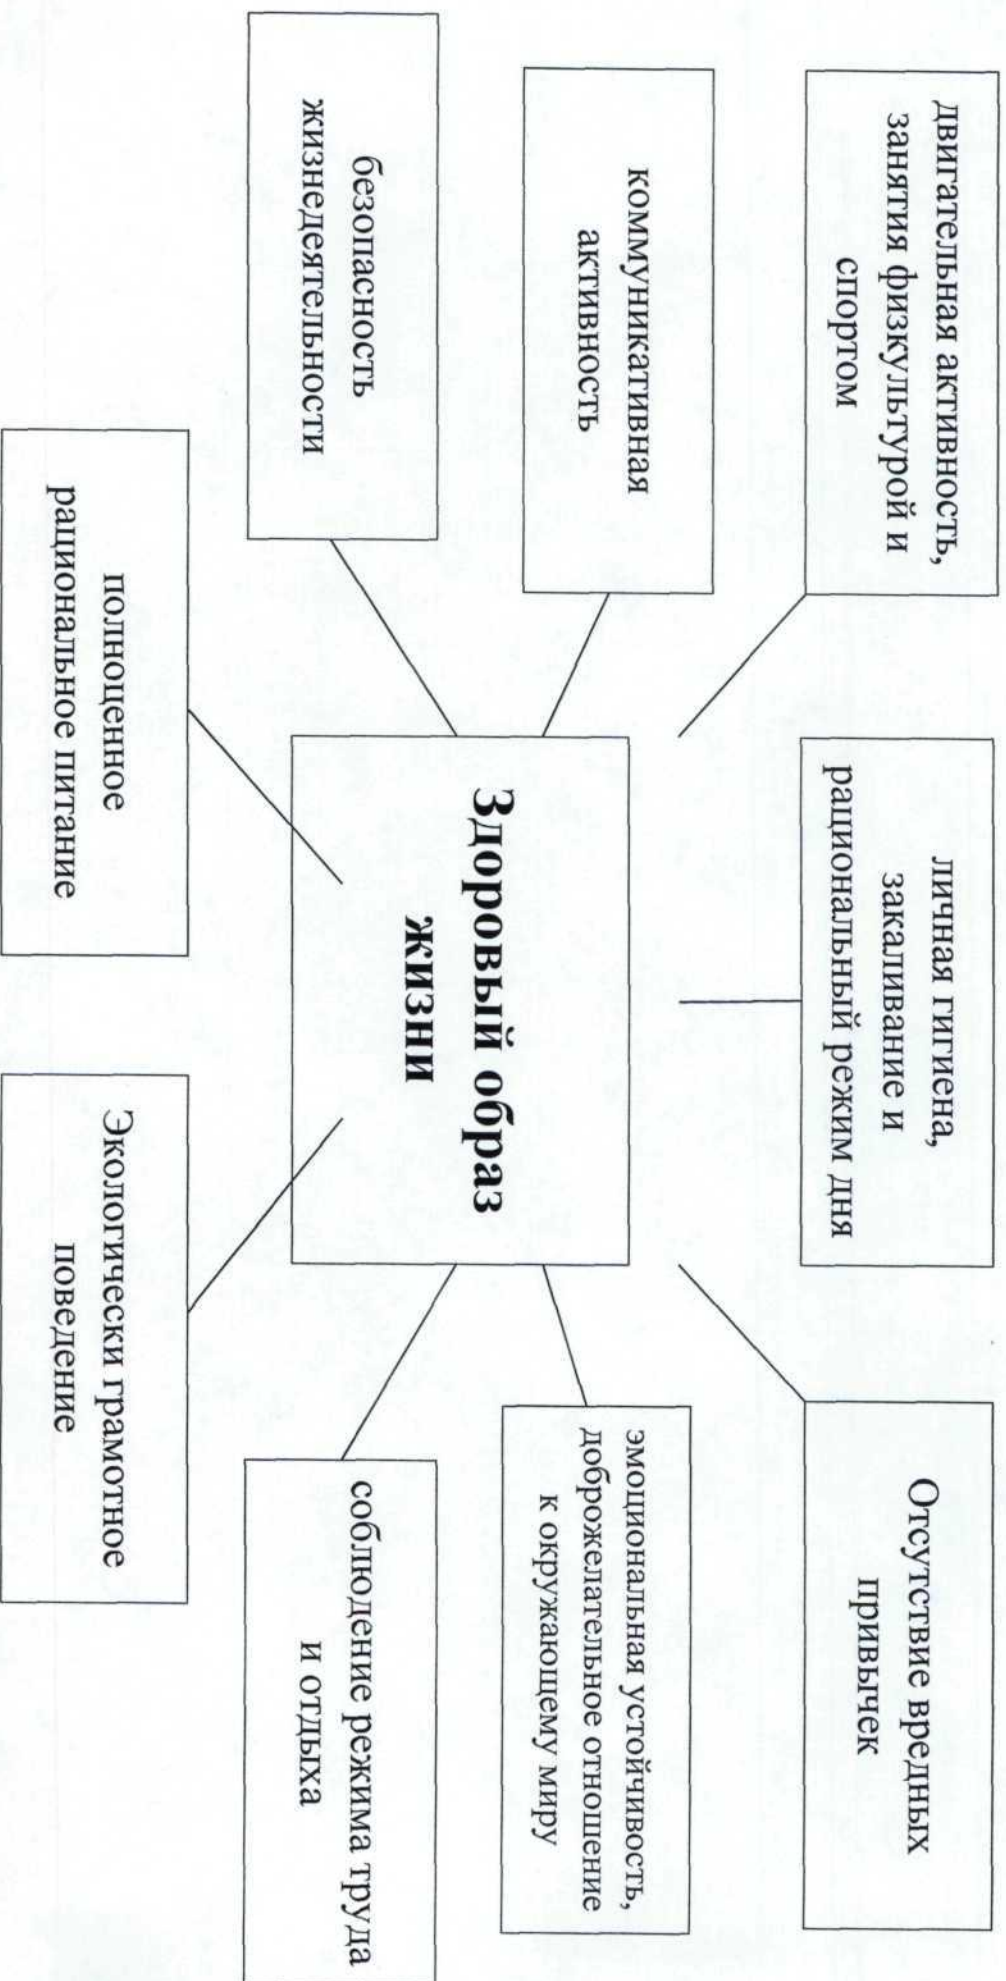 двигательная активность,
занятия физкультурой и
спортом
личная гигиена,
закаливание и
рациональный режим дня
Отсутствие вредных
привычек
коммуникативная
активность
Здоровый образ
жизни
эмоциональная устойчивость,
доброжелательное отношение
к окружающему миру
безопасность
жизнедеятельности
соблюдение режима труда
и отдыха
полноценное
рациональное питание
Экологически грамотное
поведение